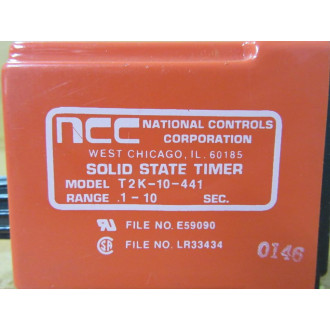 ncc NATIONAL CONTROLS
CORPORATION
WEST CHICAGO, IL. 60185
SOLID STATE TIMER
MODEL T2K-10-441
RANGE .1-10 SEC.
FILE NO. E59090
FILE NO. LR33434
0146